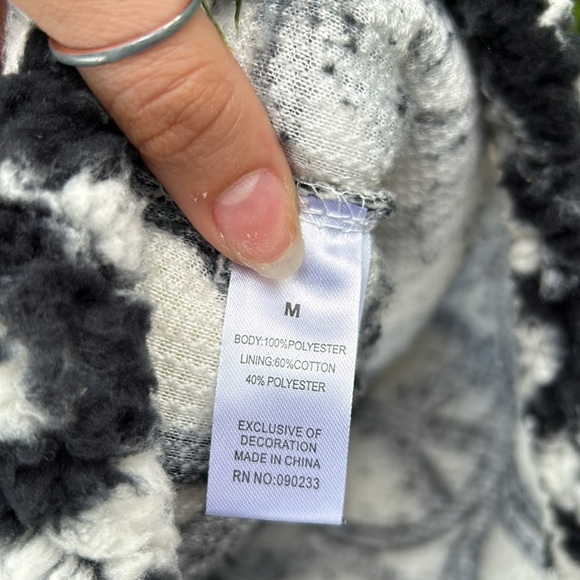 M
BODY:100%POLYESTER
LINING:60%COTTON
40% POLYESTER
EXCLUSIVE OF
DECORATION
MADE IN CHINA
RN NO:090233